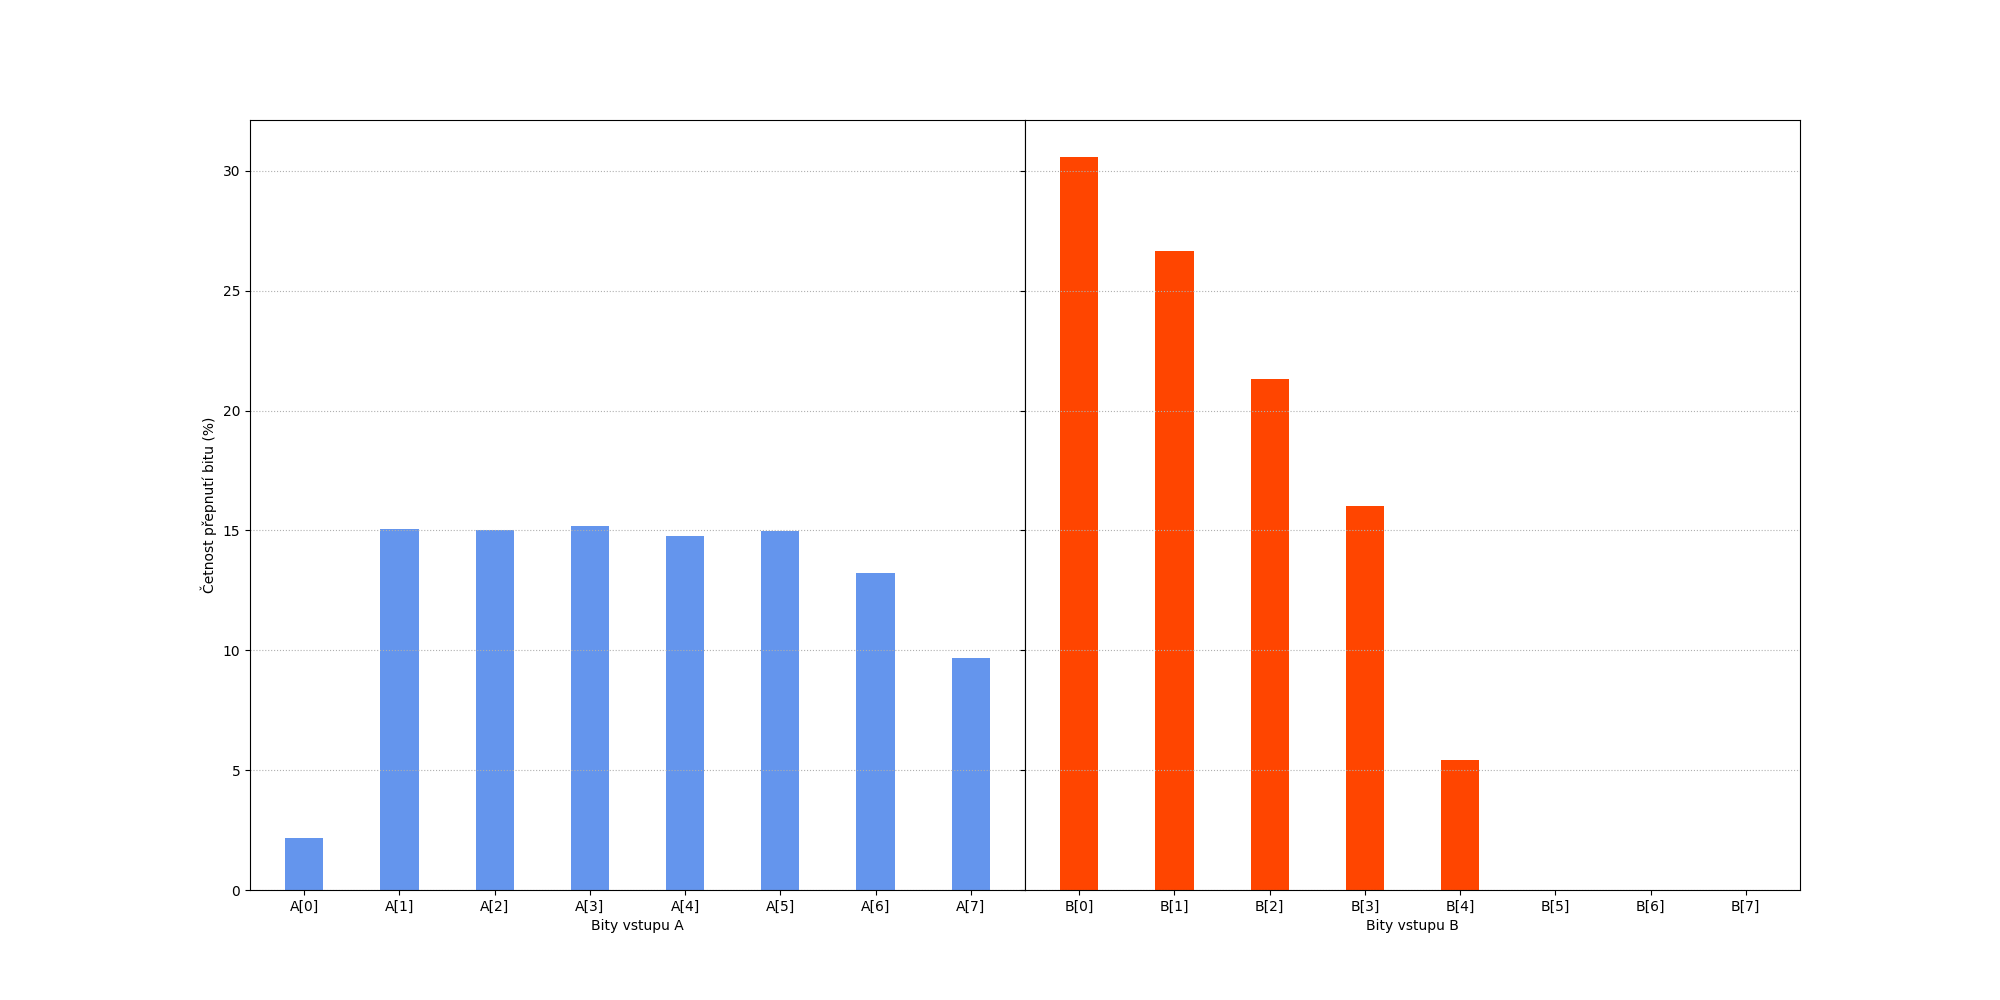 Četnost přepnutí bitu (%)
30
25
20
15
10
5
0
A[0] A[1] A[2] A[3] A[4] A[5] A[6] A[7] B[0] B[1] B[2] B[3] B[4] B[5] B[6] B[7]
Bity vstupu A Bity vstupu B